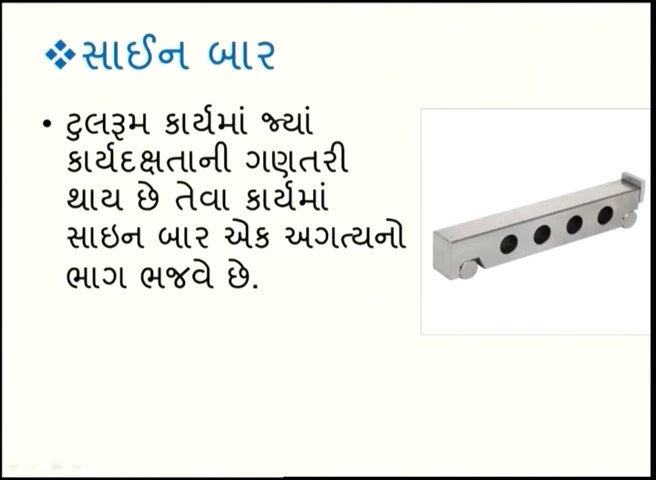 ❖સાઈન બાર
• ટુલરૂમ કાર્યમાં જ્યાં
કાર્યદક્ષતાની ગણતરી
થાય છે તેવા કાર્યમાં
સાઇન બાર એક અગત્યનો
ભાગ ભજવે છે.